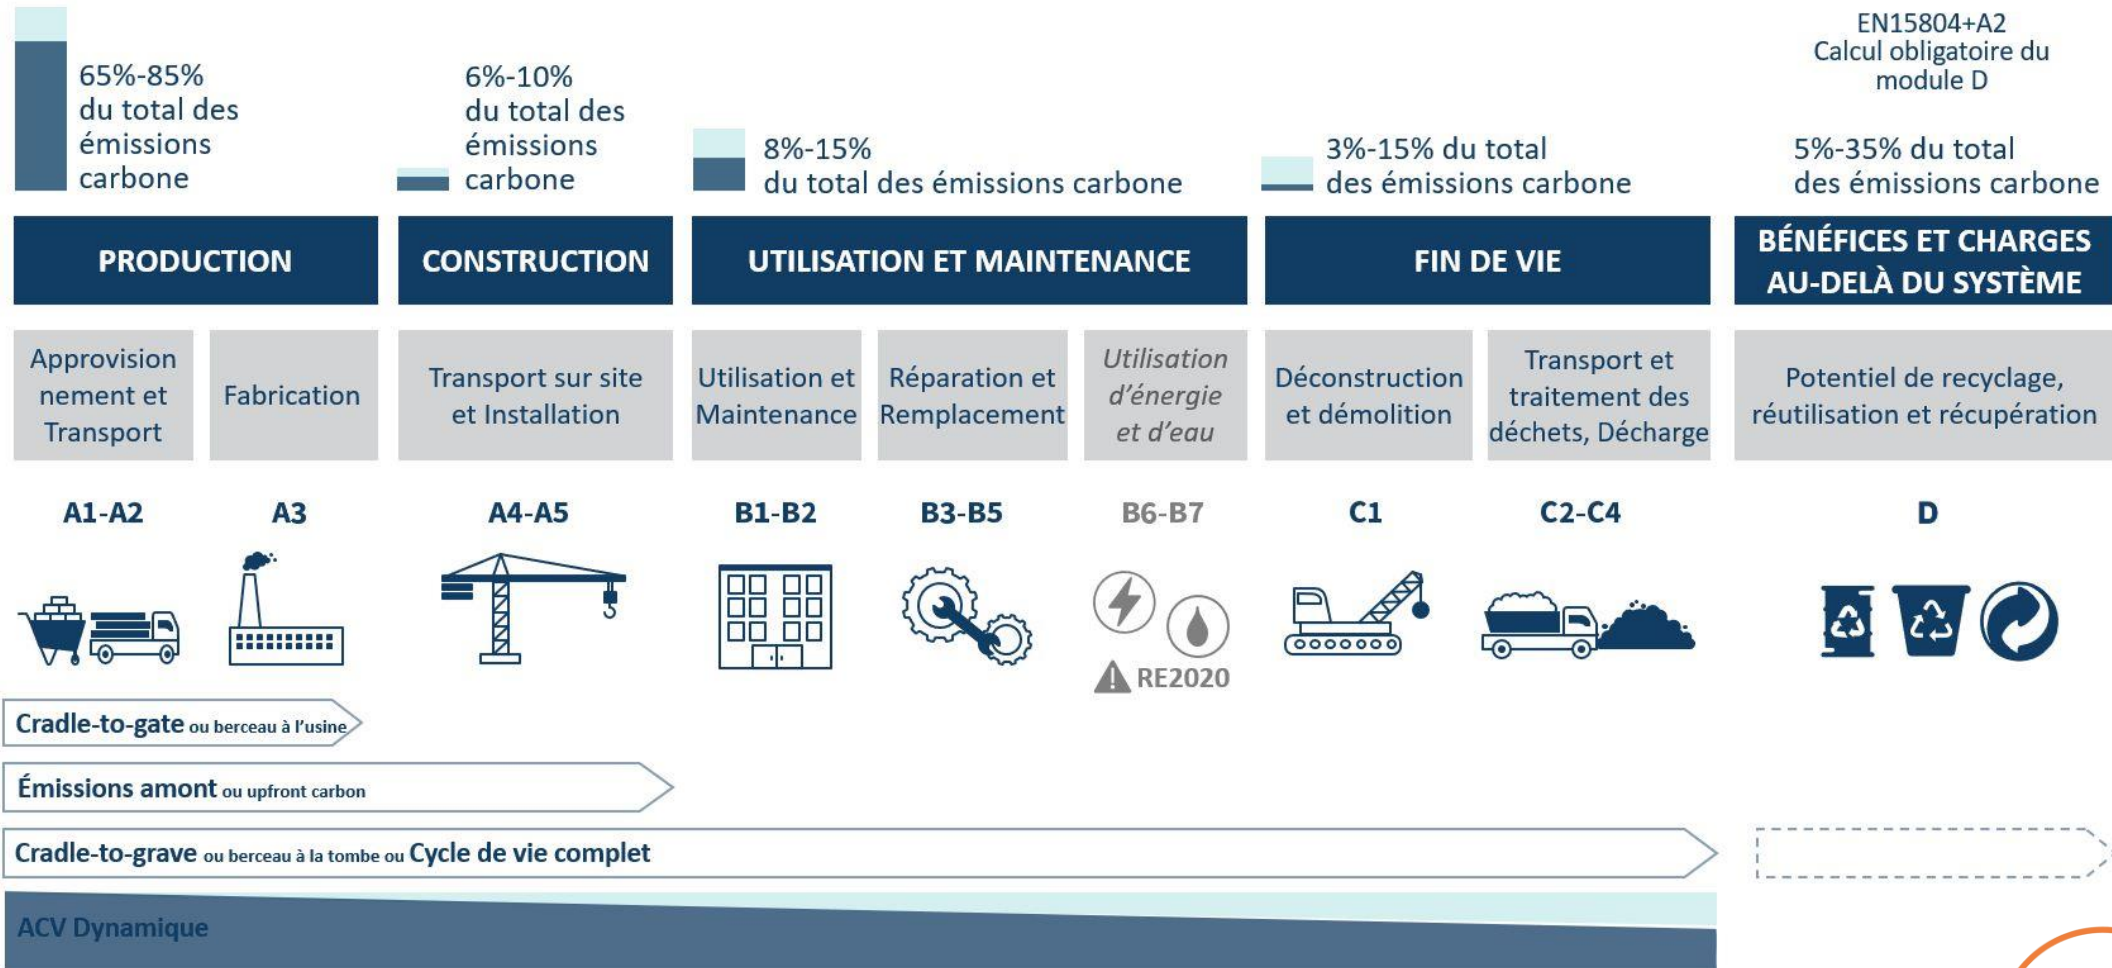 65%-85%
du total des
émissions
carbone
6%-10%
du total des
émissions
carbone
8%-15%
du total des émissions carbone
3%-15% du total
des émissions carbone
EN15804+A2
Calcul obligatoire du
module D
5%-35% du total
des émissions carbone
PRODUCTION
CONSTRUCTION
UTILISATION ET MAINTENANCE
FIN DE VIE
BÉNÉFICES ET CHARGES
AU-DELÀ DU SYSTÈME
Approvision
nement et
Transport
Fabrication
Transport sur site
et Installation
Utilisation et
Maintenance
Réparation et
Remplacement
Utilisation
d'énergie
et d'eau
Déconstruction
et démolition
Transport et
traitement des
déchets, Décharge
Potentiel de recyclage,
réutilisation et récupération
A1-A2
A3
A4-A5
B1-B2
B3-B5
B6-B7
C1
C2-C4
D
RE2020
Cradle-to-gate ou berceau à l'usine
Émissions amont ou upfront carbon
Cradle-to-grave ou berceau à la tombe ou Cycle de vie complet
ACV Dynamique